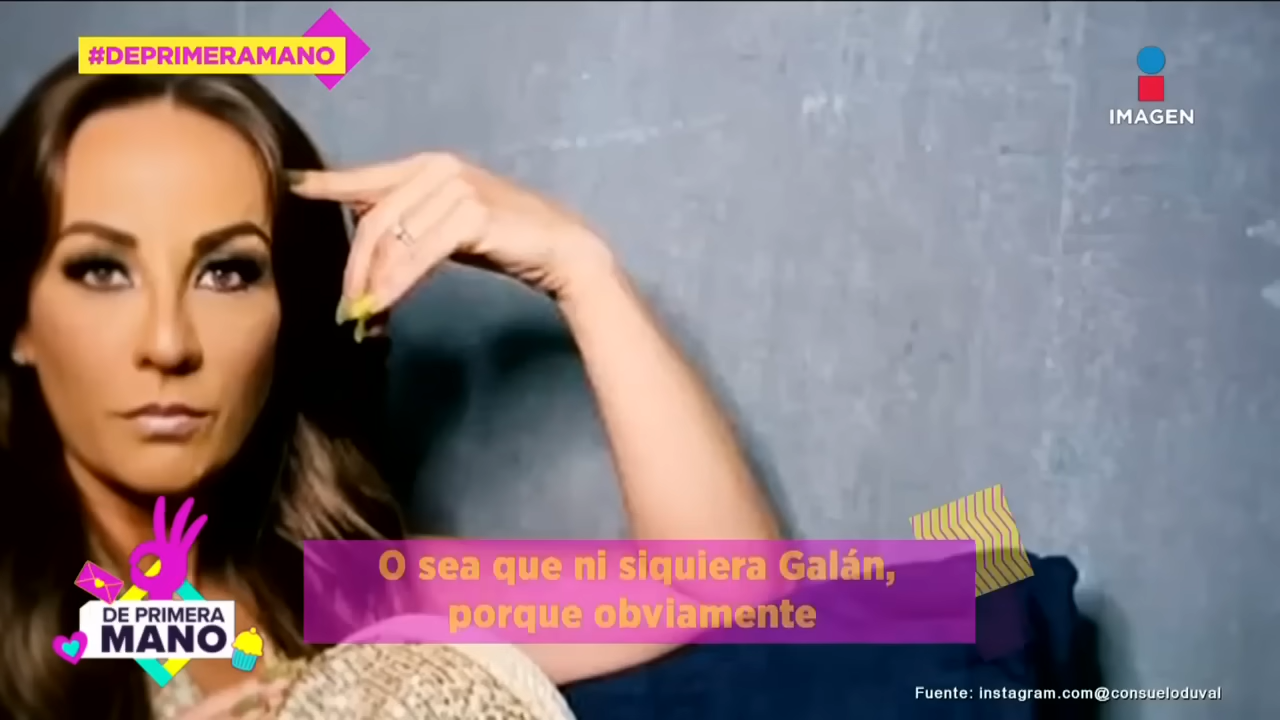 #DEPRIMERAMANO
IMAGEN
O sea que ni siquiera Galán,
porque obviamente
DE PRIMERA
MANO
Fuente: instagram.com@consueloduval